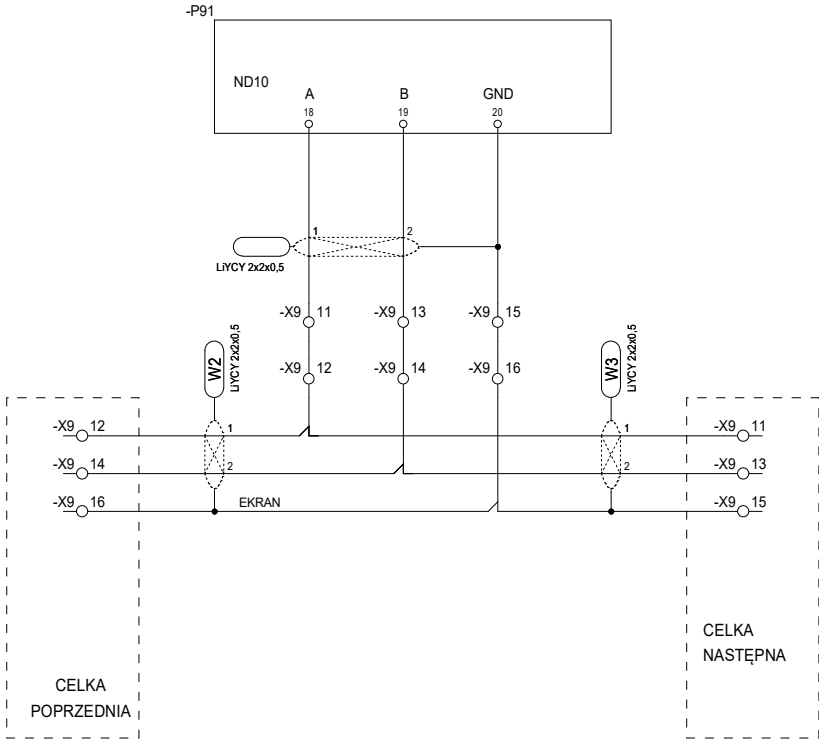 -P91
ND10
A
B
GND
18
19
20
1
2
LiYCY 2x2x0,5
-X9 11
-X9 13
-X9 15
W2
LiYCY 2x2x0,5
-X9 12
-X9 14
-X9 16
W3
LiYCY 2x2x0,5
-X9 12
1
1
-X9 11
-X9 14
2
2
-X9 13
-X9 16
EKRAN
-X9 15
CELKA
NASTĘPNA
CELKA
POPRZEDNIA